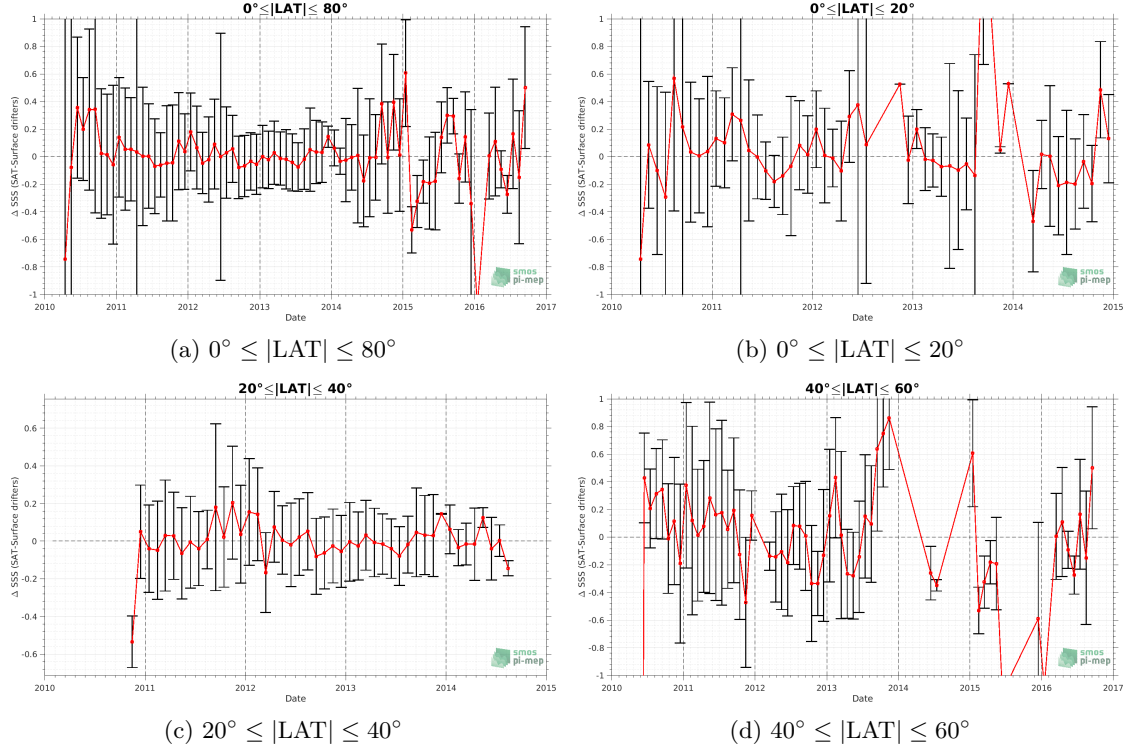 0°≤|LAT|≤ 80°
Δ SSS (SAT-Surface drifters)
1
0.8
0.6
0.4
0.2
0
-0.2
-0.4
-0.6
-0.8
-1
2010 2011 2012 2013 2014 2015 2016 2017
Date
smos
pi-mep
(a) 0° ≤ |LAT| ≤ 80°
0°≤|LAT|≤ 20°
Δ SSS (SAT-Surface drifters)
1
0.8
0.6
0.4
0.2
0
-0.2
-0.4
-0.6
-0.8
-1
2010 2011 2012 2013 2014 2015
Date
smos
pi-mep
(b) 0° ≤ |LAT| ≤ 20°
20°≤|LAT|≤ 40°
Δ SSS (SAT-Surface drifters)
0.6
0.4
0.2
0
-0.2
-0.4
-0.6
2010 2011 2012 2013 2014 2015
Date
smos
pi-mep
(c) 20° ≤ |LAT| ≤ 40°
40°≤|LAT|≤ 60°
Δ SSS (SAT-Surface drifters)
1
0.8
0.6
0.4
0.2
0
-0.2
-0.4
-0.6
-0.8
-1
2010 2011 2012 2013 2014 2015 2016 2017
Date
smos
pi-mep
(d) 40° ≤ |LAT| ≤ 60°